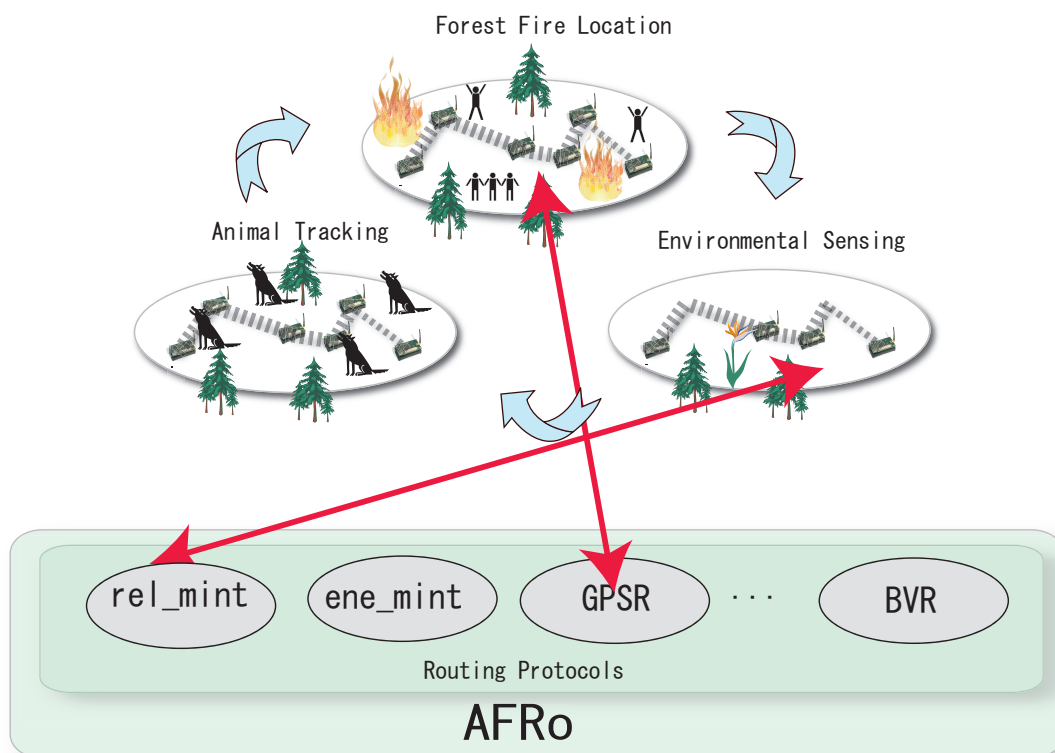 Forest Fire Location
Animal Tracking
Environmental Sensing
rel_mint
ene_mint
GPSR
...
BVR
Routing Protocols
AFRo